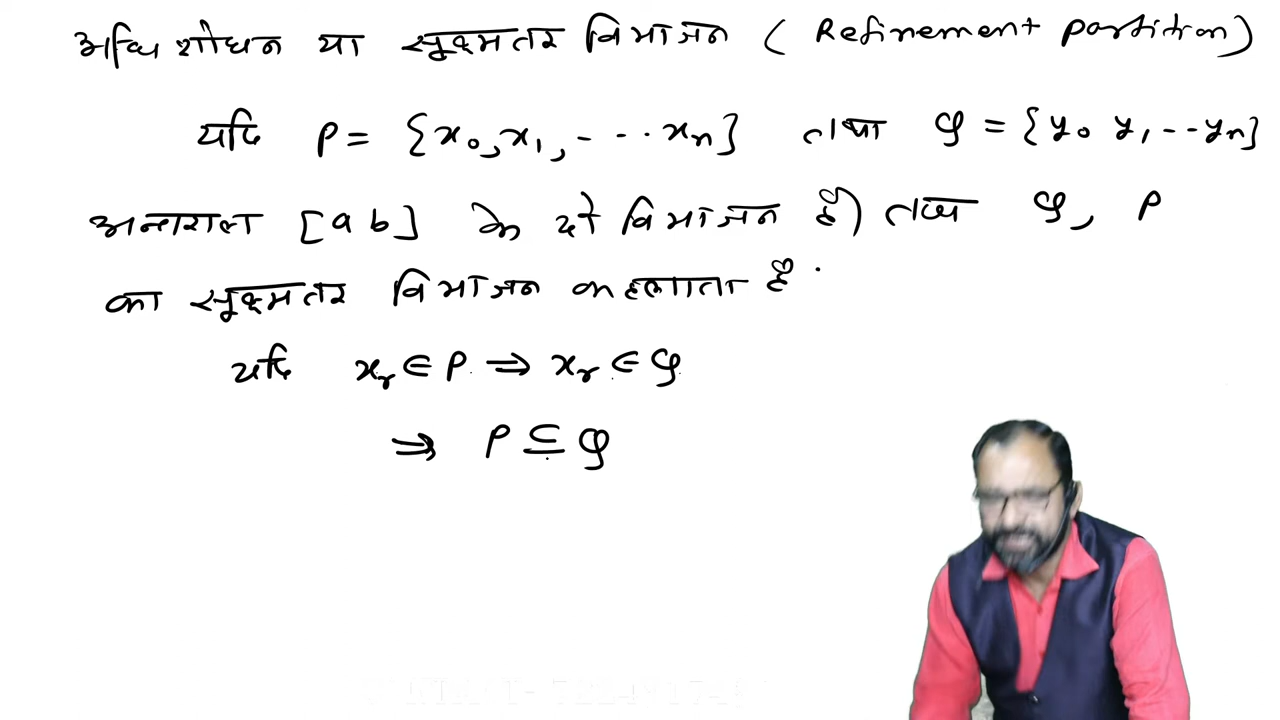 अधिशोधन या सूक्ष्मतर विभाजन ( Refinement partition)
यदि P = {x₀, x₁, - -- xₙ} तथा φ = {y₀ y₁ -- yₙ}
अन्तराल [a b] के दो विभाजन हैं) तब φ, P
का सूक्ष्मतर विभाजन कहलाता है .
यदि xᵣ ∈ P ⇒ xᵣ ∈ φ
⇒ P ⊆ φ